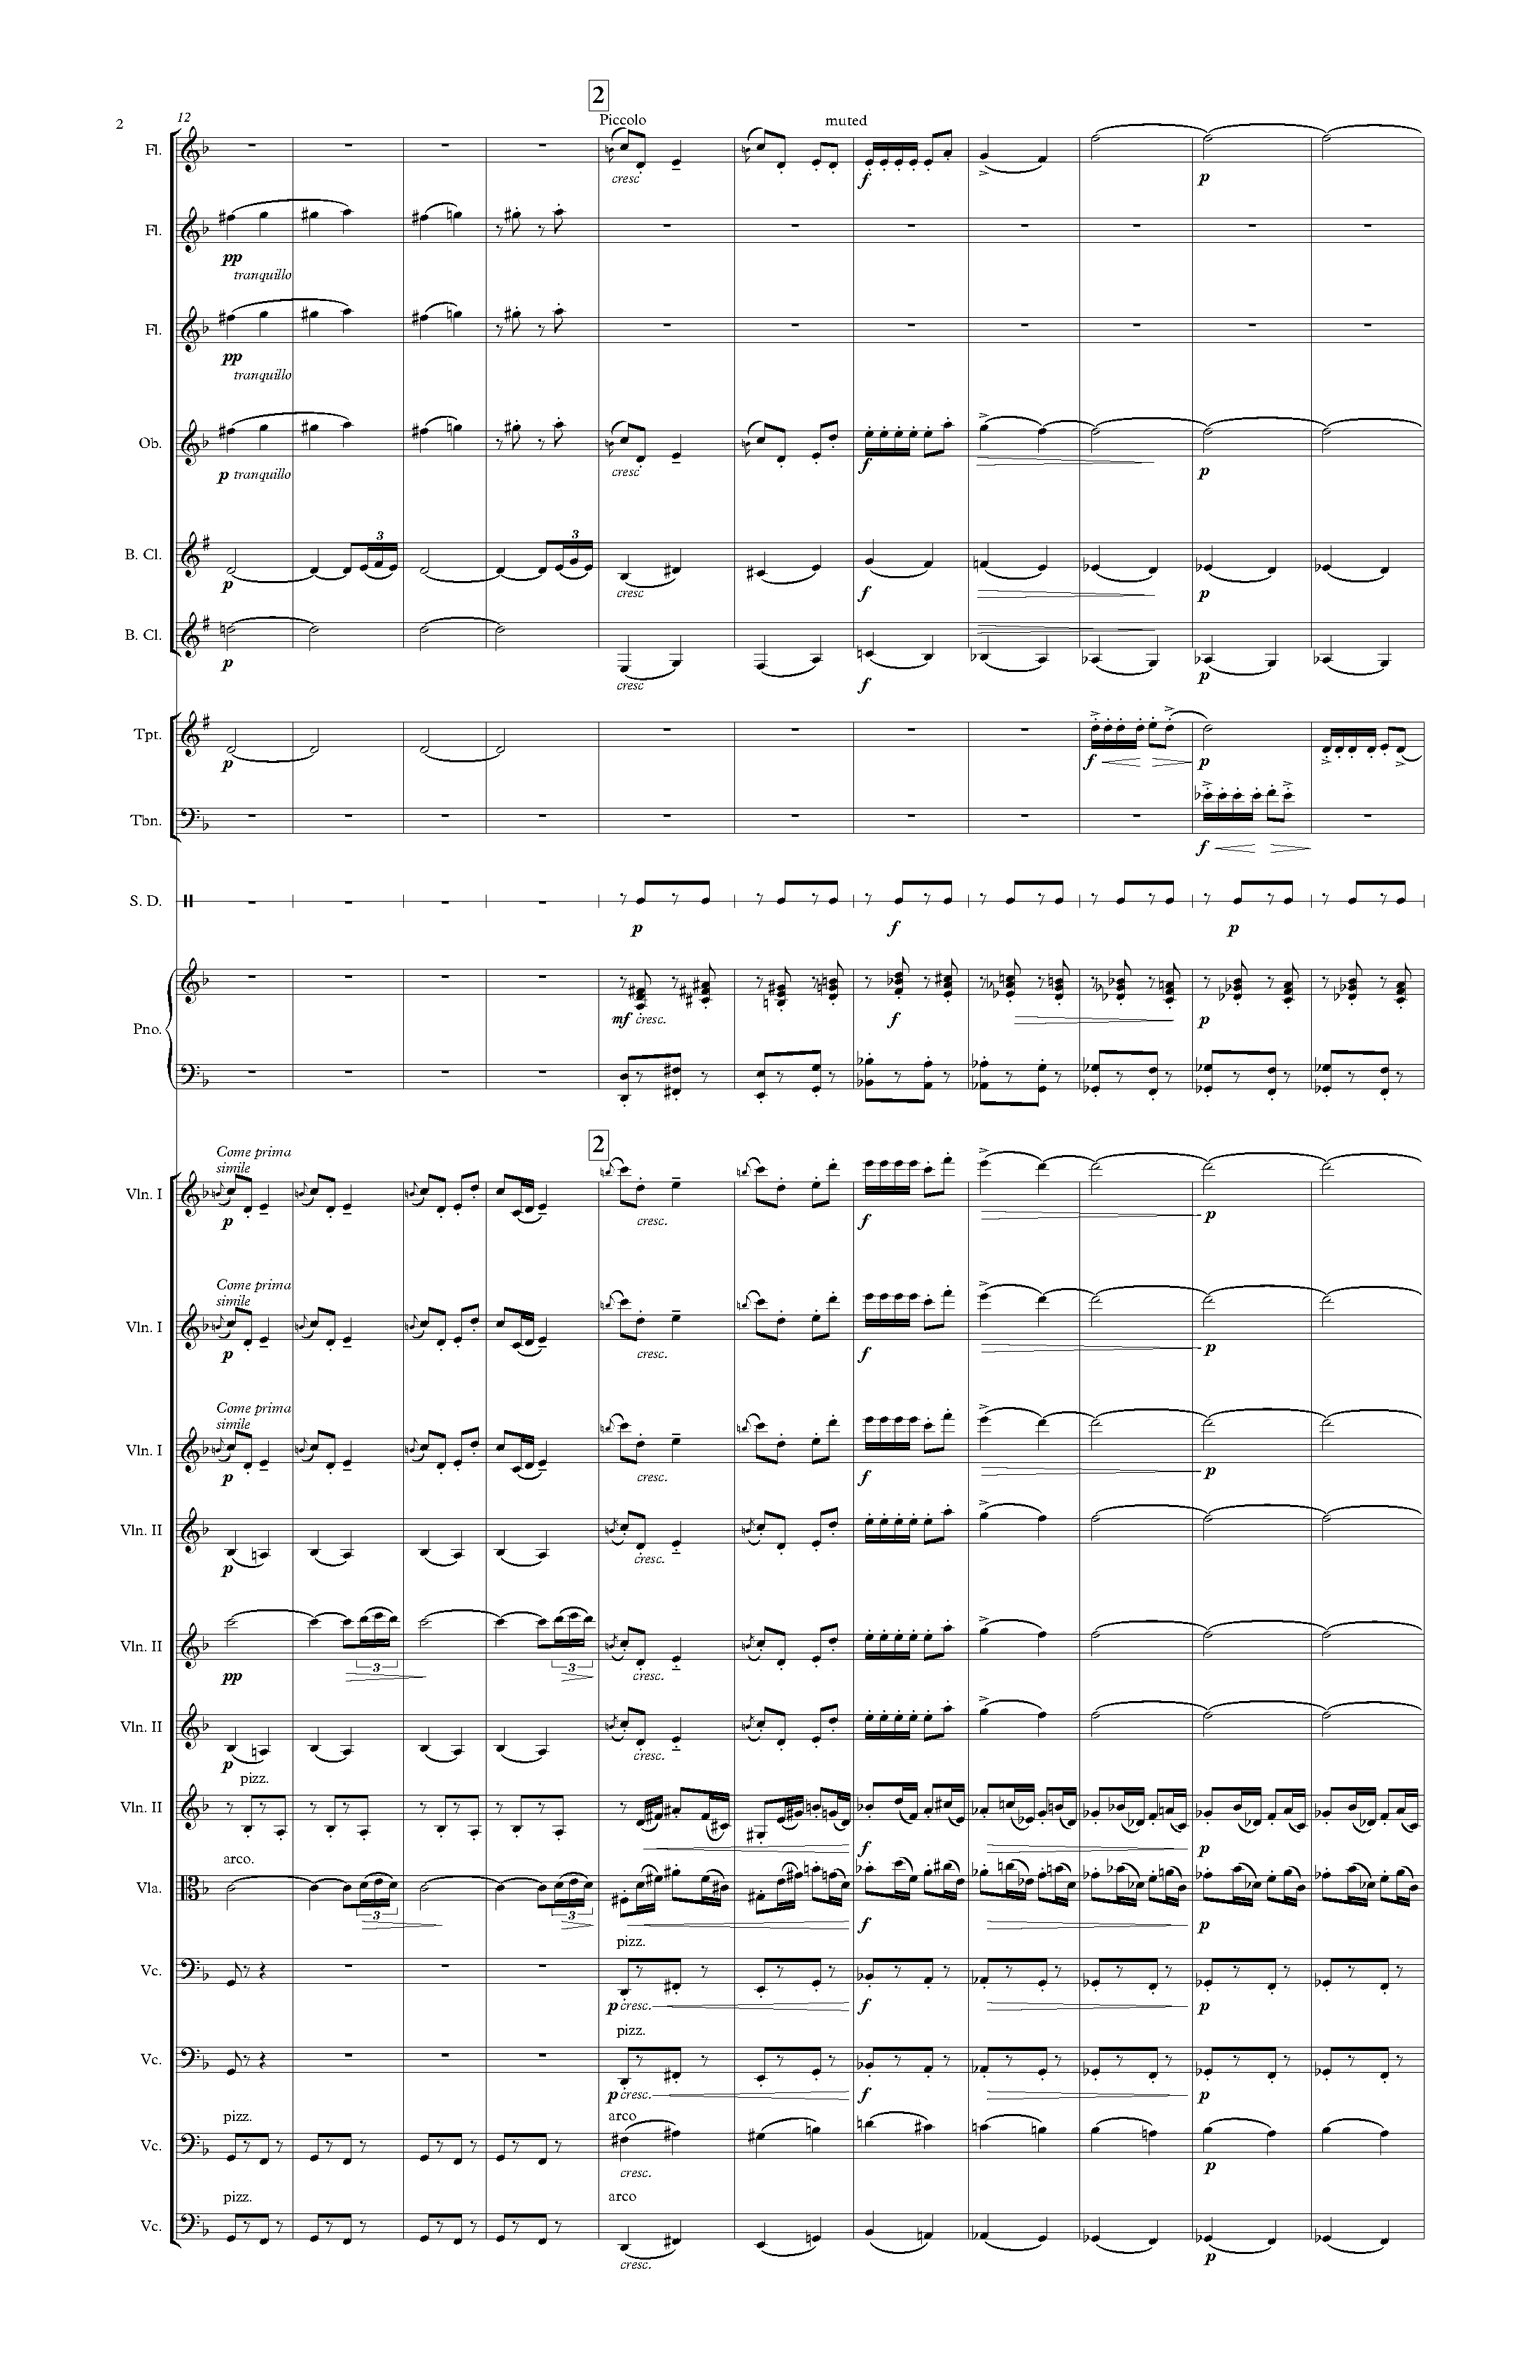 2
2
12
Piccolo
muted
Fl.
cresc
f
p
Fl.
pp
tranquillo
Fl.
pp
tranquillo
Ob.
p tranquillo
cresc
f
p
3
3
B. Cl.
p
cresc
f
p
B. Cl.
p
cresc
f
p
Tpt.
p
f
p
Tbn.
f
S. D.
p
f
p
mf cresc.
f
p
Pno.
2
Come prima
simile
Vln. I
p
cresc.
f
p
Come prima
simile
Vln. I
p
cresc.
f
p
Come prima
simile
Vln. I
p
cresc.
f
p
Vln. II
p
cresc.
Vln. II
3
3
pp
cresc.
Vln. II
p
cresc.
pizz.
Vln. II
f
p
arco.
Vla.
3
3
f
p
pizz.
Vc.
p cresc.
f
p
pizz.
Vc.
p cresc.
f
p
pizz.
arco
Vc.
cresc.
p
pizz.
arco
Vc.
cresc.
p